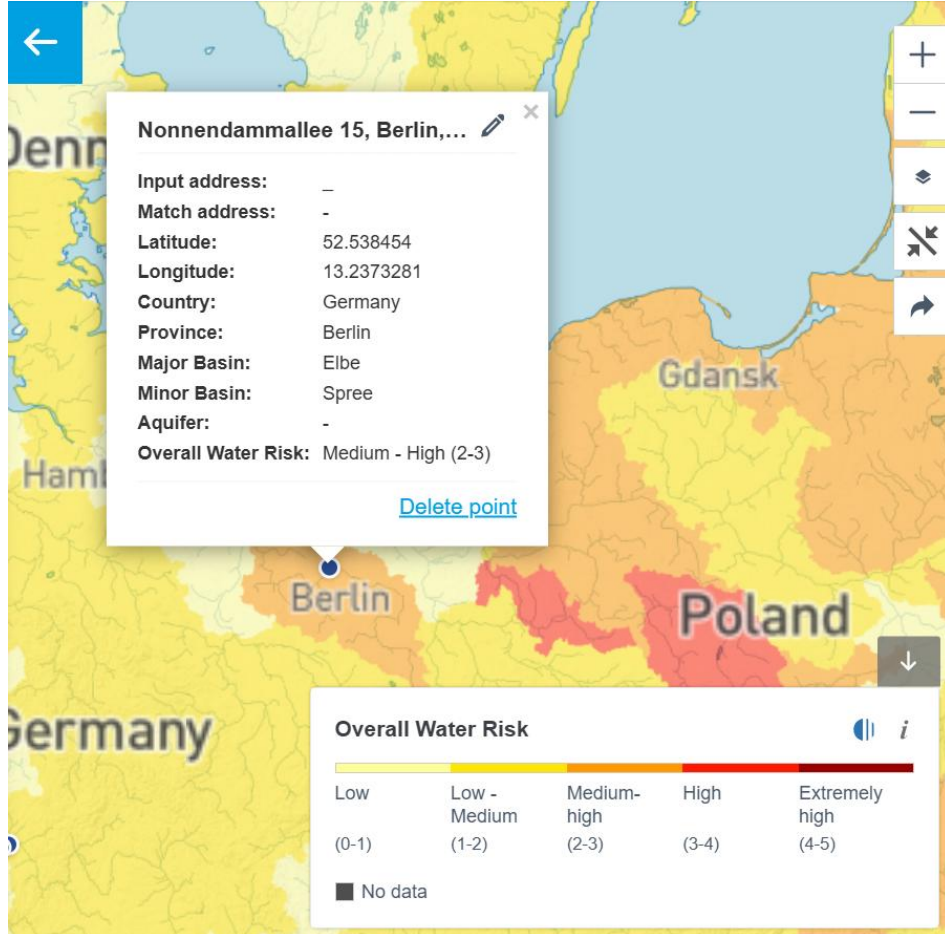 Nonnendammallee 15, Berlin,...
Input address: _
Match address: -
Latitude: 52.538454
Longitude: 13.2373281
Country: Germany
Province: Berlin
Major Basin: Elbe
Minor Basin: Spree
Aquifer: -
Overall Water Risk: Medium - High (2-3)
Delete point
Denn
Hamb
Gdansk
Berlin
Poland
Germany
Overall Water Risk
i
Low Low - Medium-high High Extremely high
Medium
(0-1) (1-2) (2-3) (3-4) (4-5)
No data